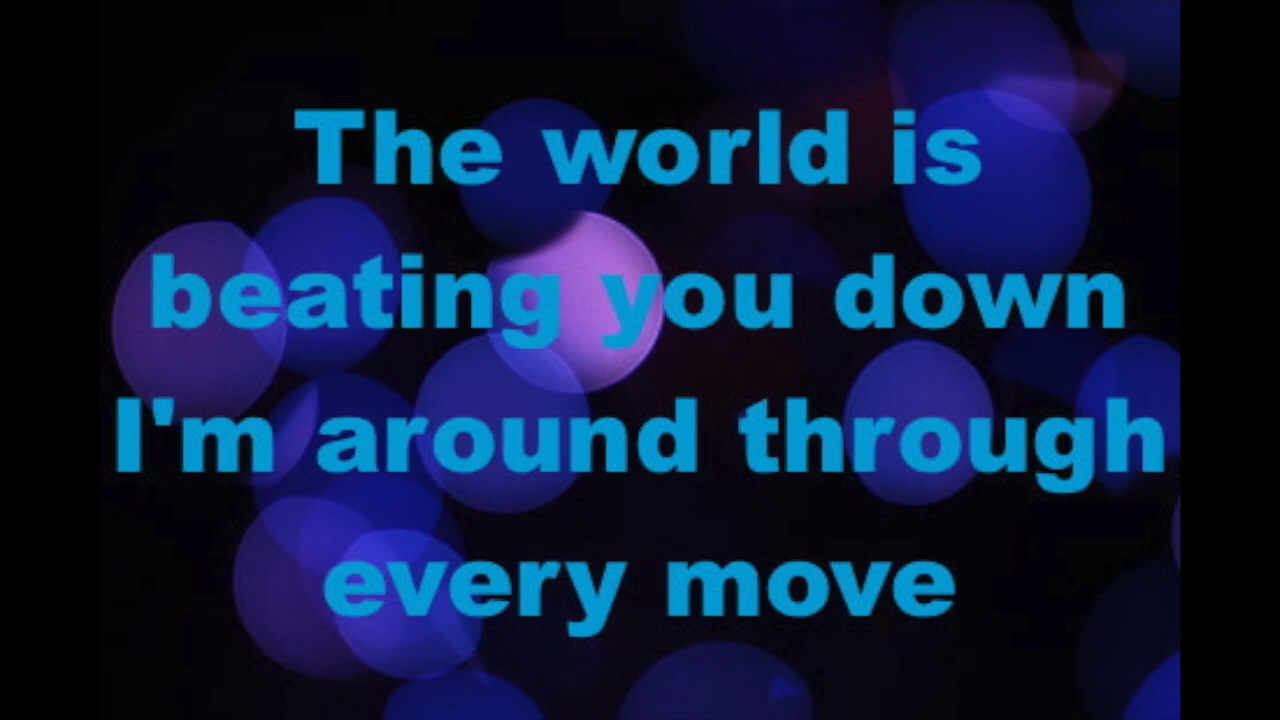 The world is
beating you down
I'm around through
every move